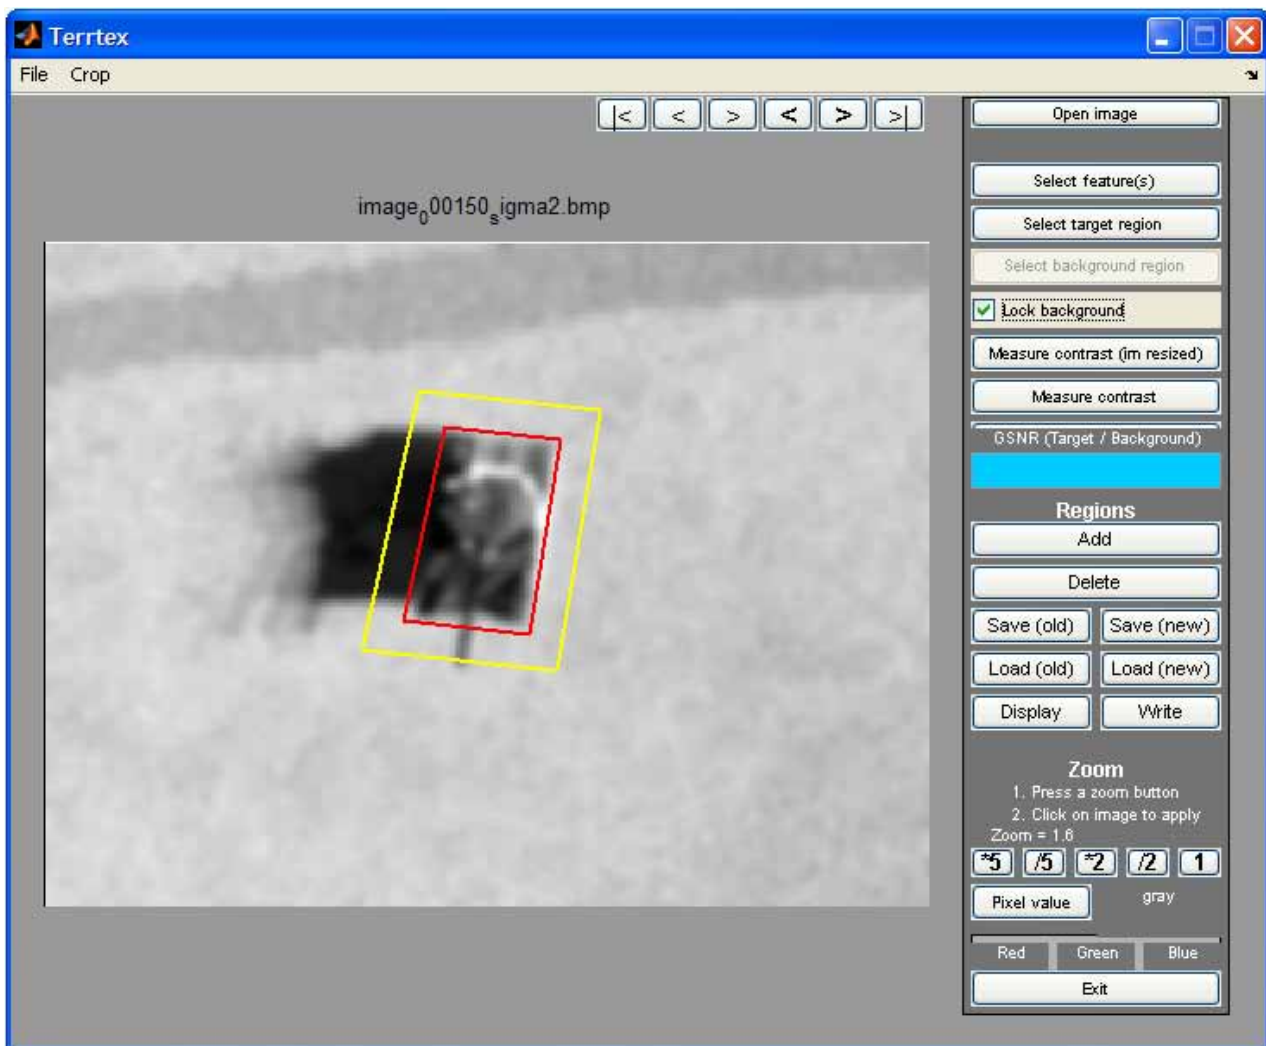 Terrtex
File Crop
|< < > < > >|
Open image
image_000150_sigma2.bmp
Select feature(s)
Select target region
Select background region
Lock background
Measure contrast (im resized)
Measure contrast
GSNR (Target / Background)
Regions
Add
Delete
Save (old) Save (new)
Load (old) Load (new)
Display Write
Zoom
1. Press a zoom button
2. Click on image to apply
Zoom = 1.6
*5 /5 *2 /2 1
Pixel value gray
Red Green Blue
Exit